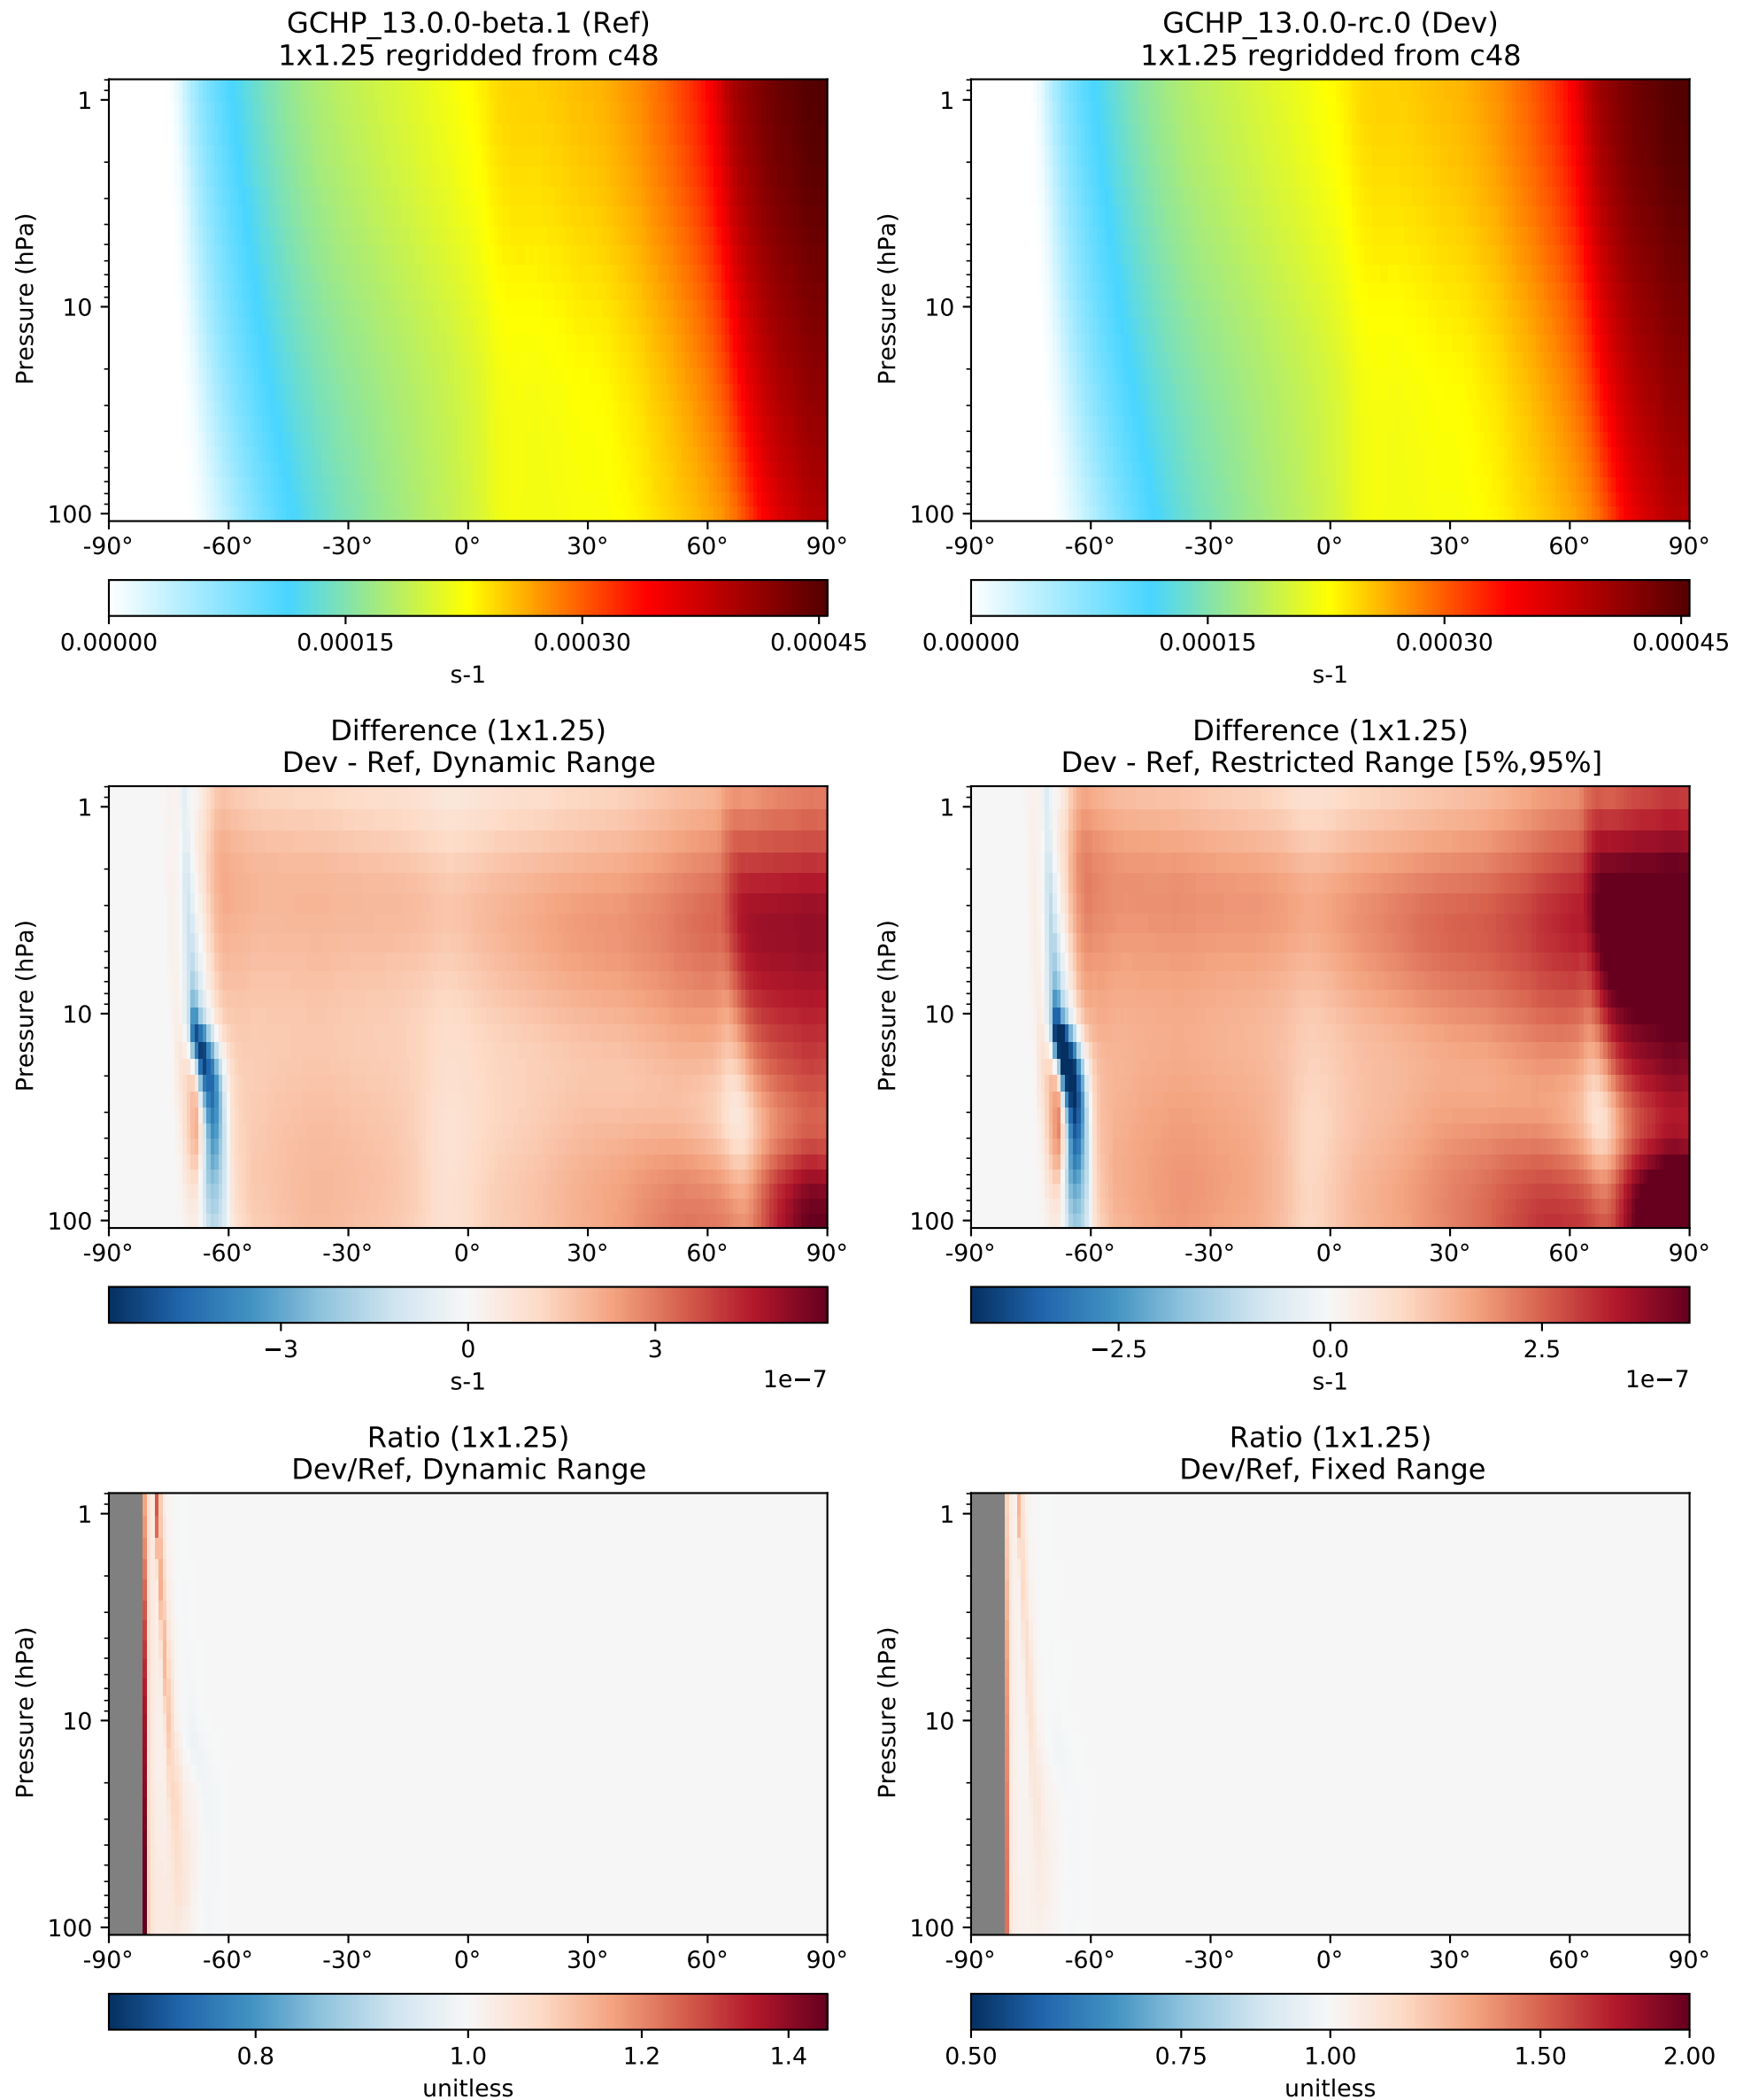 GCHP_13.0.0-beta.1 (Ref)
1x1.25 regridded from c48
GCHP_13.0.0-rc.0 (Dev)
1x1.25 regridded from c48
Pressure (hPa)
1
10
100
-90° -60° -30° 0° 30° 60° 90°
Pressure (hPa)
1
10
100
-90° -60° -30° 0° 30° 60° 90°
0.00000 0.00015 0.00030 0.00045
s-1
0.00000 0.00015 0.00030 0.00045
s-1
Difference (1x1.25)
Dev - Ref, Dynamic Range
Difference (1x1.25)
Dev - Ref, Restricted Range [5%,95%]
Pressure (hPa)
1
10
100
-90° -60° -30° 0° 30° 60° 90°
Pressure (hPa)
1
10
100
-90° -60° -30° 0° 30° 60° 90°
−3 0 3
s-1 1e−7
−2.5 0.0 2.5
s-1 1e−7
Ratio (1x1.25)
Dev/Ref, Dynamic Range
Ratio (1x1.25)
Dev/Ref, Fixed Range
Pressure (hPa)
1
10
100
-90° -60° -30° 0° 30° 60° 90°
Pressure (hPa)
1
10
100
-90° -60° -30° 0° 30° 60° 90°
0.8 1.0 1.2 1.4
unitless
0.50 0.75 1.00 1.50 2.00
unitless